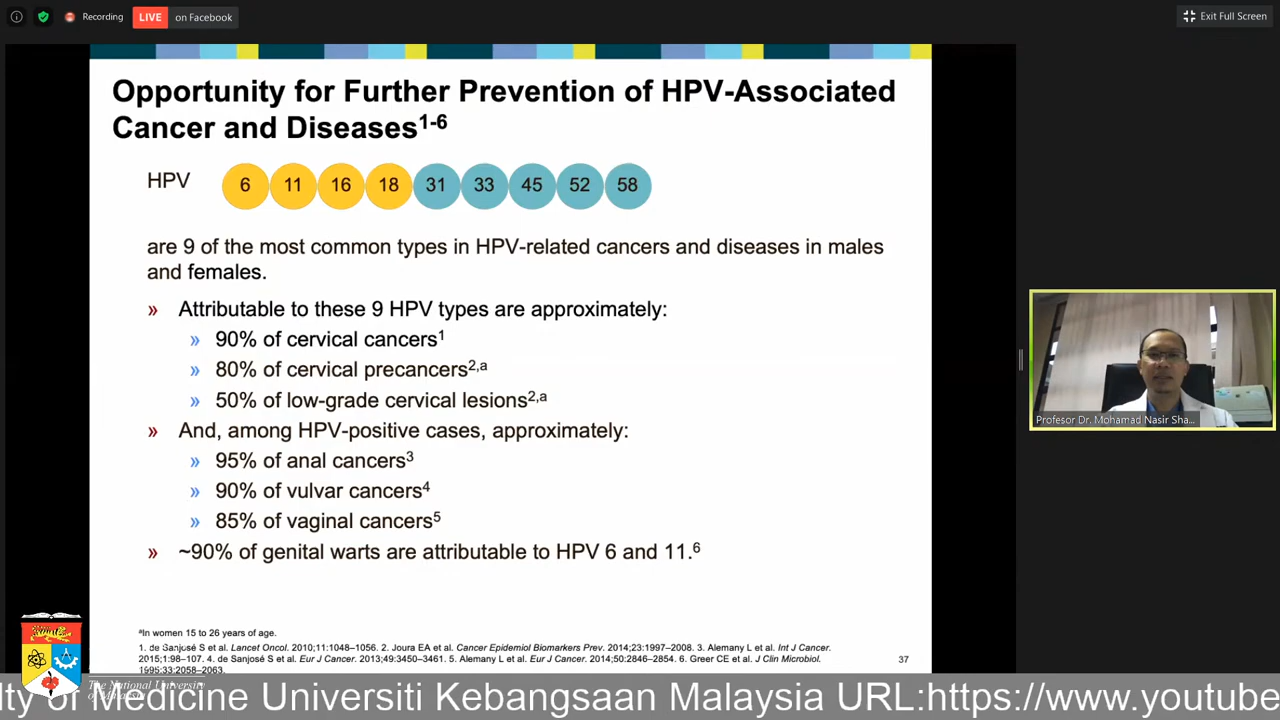 Recording
LIVE
on Facebook
Exit Full Screen
Opportunity for Further Prevention of HPV-Associated
Cancer and Diseases1-6
HPV
6 11 16 18 31 33 45 52 58
are 9 of the most common types in HPV-related cancers and diseases in males
and females.
» Attributable to these 9 HPV types are approximately:
» 90% of cervical cancers1
» 80% of cervical precancers2,a
» 50% of low-grade cervical lesions2,a
» And, among HPV-positive cases, approximately:
» 95% of anal cancers3
» 90% of vulvar cancers4
» 85% of vaginal cancers5
» ~90% of genital warts are attributable to HPV 6 and 11.6
Profesor Dr. Mohamad Nasir Sha...
aIn women 15 to 26 years of age.
1. de Sanjosé S et al. Lancet Oncol. 2010;11:1048–1056. 2. Joura EA et al. Cancer Epidemiol Biomarkers Prev. 2014;23:1997–2008. 3. Alemany L et al. Int J Cancer.
2015;1:98–107. 4. de Sanjosé S et al. Eur J Cancer. 2013;49:3450–3461. 5. Alemany L et al. Eur J Cancer. 2014;50:2846–2854. 6. Greer CE et al. J Clin Microbiol.
1995;33:2058–2063.
37
The National University
of Malaysia
lty of Medicine Universiti Kebangsaan Malaysia URL:https://www.youtube